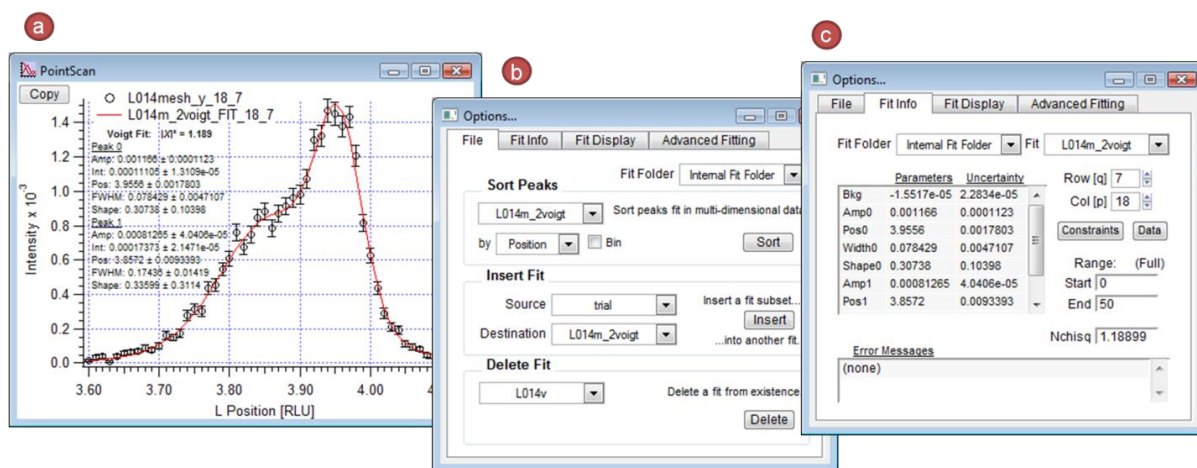 a
PointScan
Copy
L014mesh_y_18_7
L014m_2voigt_FIT_18_7
Voigt Fit: |X|² = 1.189
Peak 0
Amp: 0.001166 ± 0.0001123
Int: 0.00011105 ± 1.3109e-05
Pos: 3.9556 ± 0.0017803
FWHM: 0.078429 ± 0.0047107
Shape: 0.30738 ± 0.10398
Peak 1
Amp: 0.00081265 ± 4.0406e-05
Int: 0.00017373 ± 2.1471e-05
Pos: 3.8572 ± 0.0093393
FWHM: 0.17436 ± 0.01419
Shape: 0.33599 ± 0.3114
Intensity x 10⁻³
1.4
1.2
1.0
0.8
0.6
0.4
0.2
0.0
3.60
3.70
3.80
3.90
4.00
L Position [RLU]
b
Options...
File
Fit Info
Fit Display
Advanced Fitting
Fit Folder
Internal Fit Folder
Sort Peaks
L014m_2voigt
Sort peaks fit in multi-dimensional data
by
Position
Bin
Sort
Insert Fit
Source
trial
Insert a fit subset...
Insert
Destination
L014m_2voigt
...into another fit.
Delete Fit
L014v
Delete a fit from existence.
Delete
c
Options...
File
Fit Info
Fit Display
Advanced Fitting
Fit Folder
Internal Fit Folder
Fit
L014m_2voigt
Parameters Uncertainty
Bkg -1.5517e-05 2.2834e-05
Amp0 0.001166 0.0001123
Pos0 3.9556 0.0017803
Width0 0.078429 0.0047107
Shape0 0.30738 0.10398
Amp1 0.00081265 4.0406e-05
Pos1 3.8572 0.0093393
Row [q] 7
Col [p] 18
Constraints
Data
Range: (Full)
Start 0
End 50
Nchisq 1.18899
Error Messages
(none)